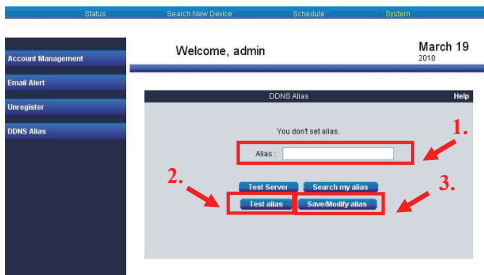 Status Search New Device Schedule System
Welcome, admin
March 19
2010
Account Management
Email Alert
Unregister
DDNS Alias
DDNS Alias Help
You don't set alias.
1.
Alias :
2.
Test Server Search my alias
3.
Test alias Save/Modify alias